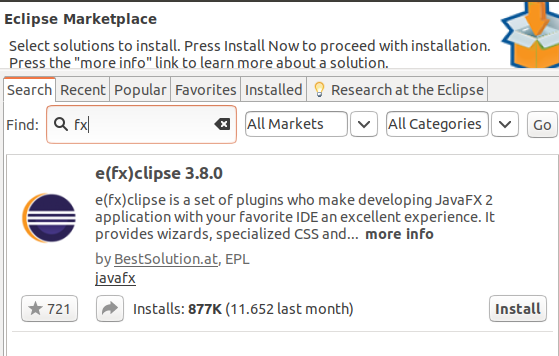 Eclipse Marketplace
Select solutions to install. Press Install Now to proceed with installation.
Press the "more info" link to learn more about a solution.
Search Recent Popular Favorites Installed Research at the Eclipse
Find: fx All Markets All Categories Go
e(fx)clipse 3.8.0
e(fx)clipse is a set of plugins who make developing JavaFX 2
application with your favorite IDE an excellent experience. It
provides wizards, specialized CSS and... more info
by BestSolution.at, EPL
javafx
721 Installs: 877K (11.652 last month) Install